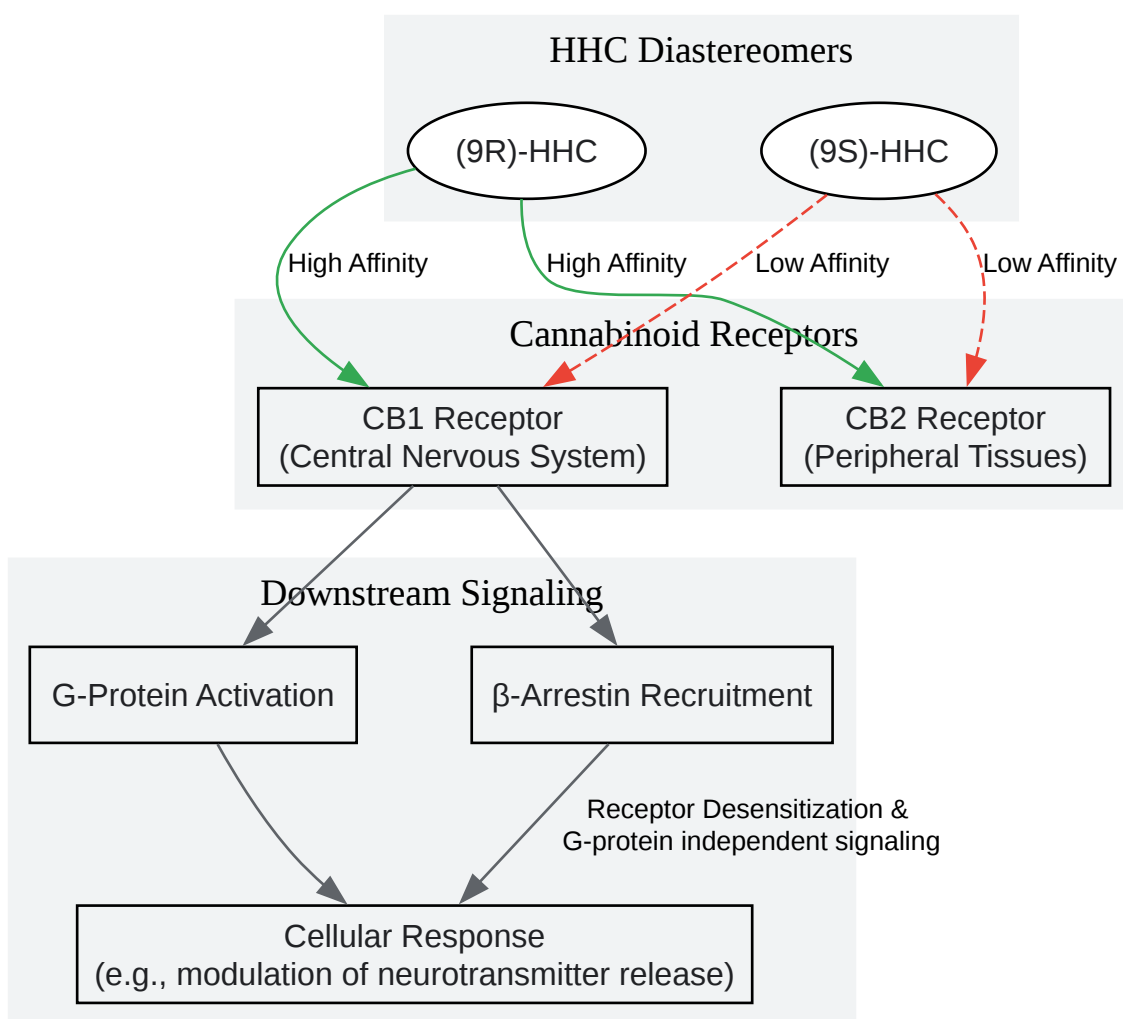 HHC Diastereomers
(9R)-HHC
(9S)-HHC
High Affinity
High Affinity
Low Affinity
Low Affinity
Cannabinoid Receptors
CB1 Receptor
(Central Nervous System)
CB2 Receptor
(Peripheral Tissues)
Downstream Signaling
G-Protein Activation
β-Arrestin Recruitment
Receptor Desensitization &
G-protein independent signaling
Cellular Response
(e.g., modulation of neurotransmitter release)